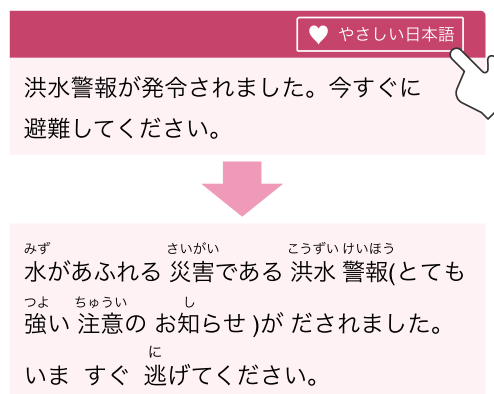 やさしい日本語
洪水警報が発令されました。今すぐに
避難してください。
みず さいがい こうずい けいほう
水があふれる 災害である 洪水 警報(とても
つよ ちゅうい し
強い 注意の お知らせ )が だされました。
に
いま すぐ 逃げてください。